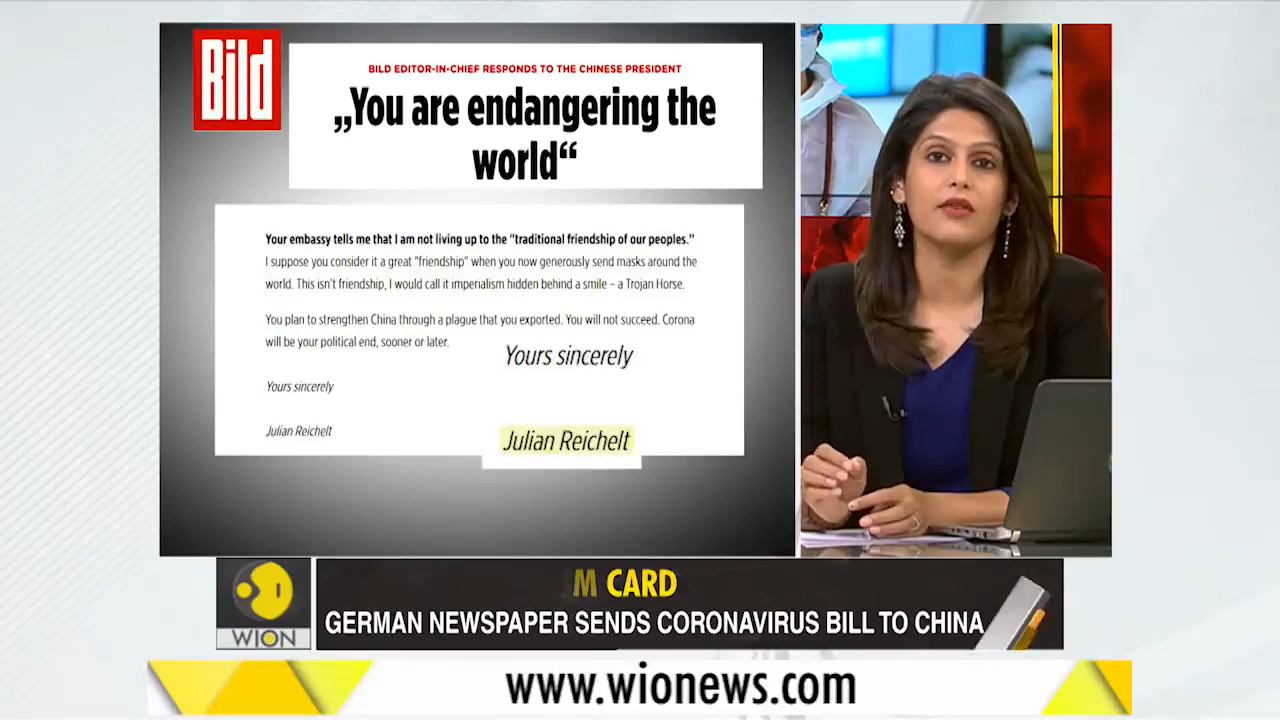 Bild
BILD EDITOR-IN-CHIEF RESPONDS TO THE CHINESE PRESIDENT
„You are endangering the
world“
Your embassy tells me that I am not living up to the "traditional friendship of our peoples."
I suppose you consider it a great "friendship" when you now generously send masks around the
world. This isn't friendship, I would call it imperialism hidden behind a smile – a Trojan Horse.
You plan to strengthen China through a plague that you exported. You will not succeed. Corona
will be your political end, sooner or later.
Yours sincerely
Yours sincerely
Julian Reichelt
Julian Reichelt
M CARD
GERMAN NEWSPAPER SENDS CORONAVIRUS BILL TO CHINA
WION
www.wionews.com